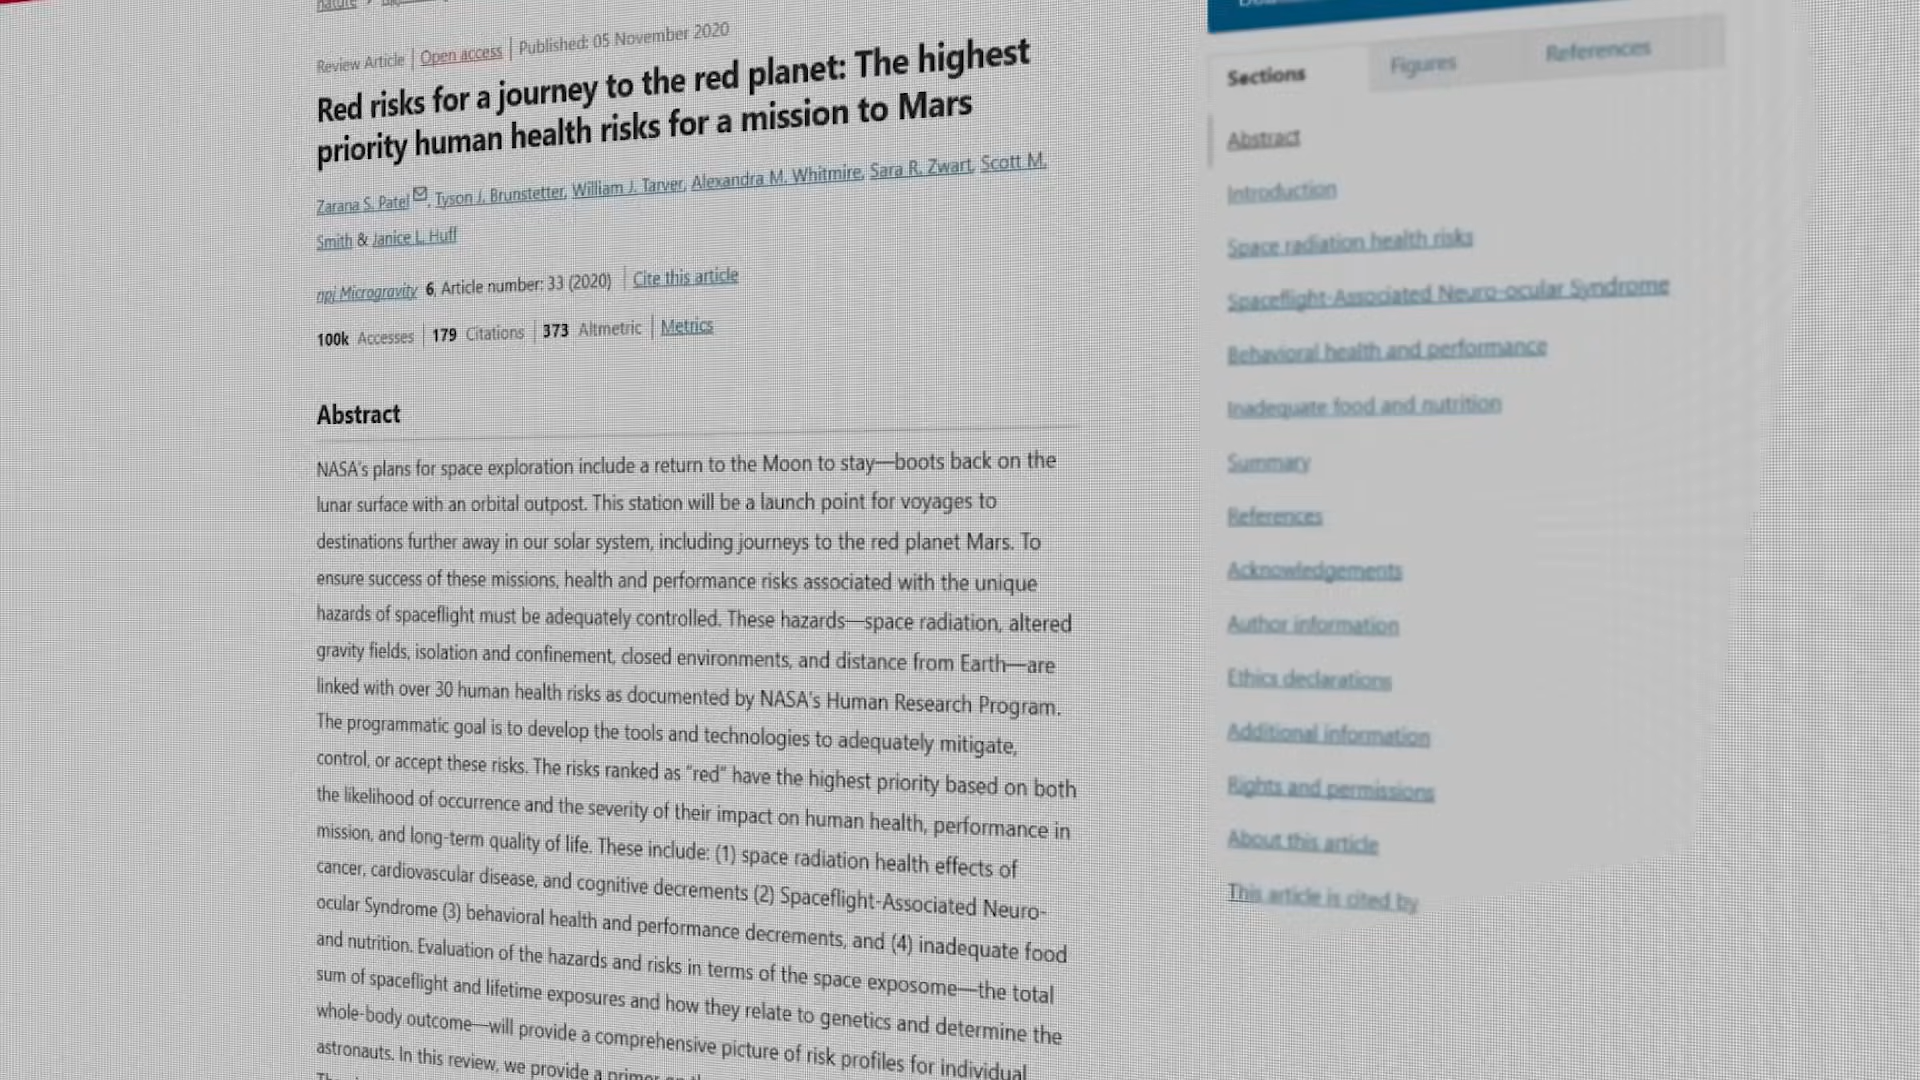 nature
Review Article | Open access | Published: 05 November 2020
Red risks for a journey to the red planet: The highest
priority human health risks for a mission to Mars
Zarana S. Patel, Tyson J. Brunstetter, William J. Tarver, Alexandra M. Whitmire, Sara R. Zwart, Scott M.
Smith & Janice L. Huff
npj Microgravity 6, Article number: 33 (2020) | Cite this article
100k Accesses | 179 Citations | 373 Altmetric | Metrics
Abstract
NASA's plans for space exploration include a return to the Moon to stay—boots back on the
lunar surface with an orbital outpost. This station will be a launch point for voyages to
destinations further away in our solar system, including journeys to the red planet Mars. To
ensure success of these missions, health and performance risks associated with the unique
hazards of spaceflight must be adequately controlled. These hazards—space radiation, altered
gravity fields, isolation and confinement, closed environments, and distance from Earth—are
linked with over 30 human health risks as documented by NASA's Human Research Program.
The programmatic goal is to develop the tools and technologies to adequately mitigate,
control, or accept these risks. The risks ranked as "red" have the highest priority based on both
the likelihood of occurrence and the severity of their impact on human health, performance in
mission, and long-term quality of life. These include: (1) space radiation health effects of
cancer, cardiovascular disease, and cognitive decrements (2) Spaceflight-Associated Neuro-
ocular Syndrome (3) behavioral health and performance decrements, and (4) inadequate food
and nutrition. Evaluation of the hazards and risks in terms of the space exposome—the total
sum of spaceflight and lifetime exposures and how they relate to genetics and determine the
whole-body outcome—will provide a comprehensive picture of risk profiles for individual
astronauts. In this review, we provide a primer
Sections
Figures
References
Abstract
Introduction
Space radiation health risks
Spaceflight-Associated Neuro-ocular Syndrome
Behavioral health and performance
Inadequate food and nutrition
Summary
References
Acknowledgements
Author information
Ethics declarations
Additional information
Rights and permissions
About this article
This article is cited by